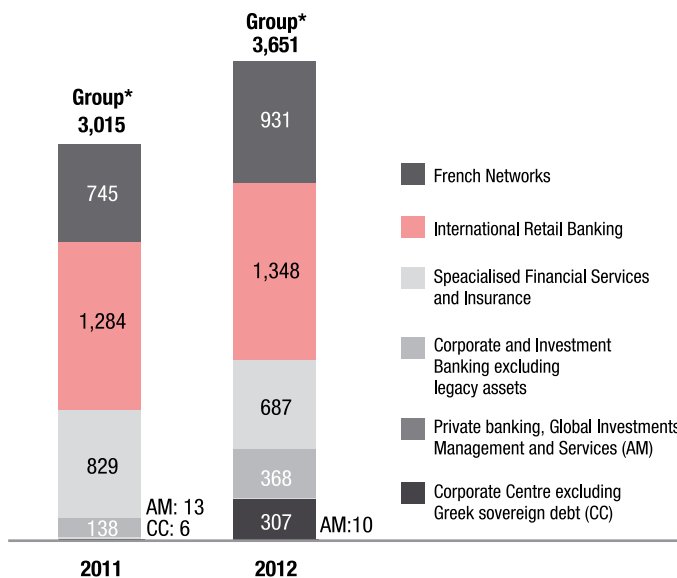 Group*
3,015
745
1,284
829
138
AM: 13
CC: 6
2011
Group*
3,651
931
1,348
687
368
307
AM:10
2012
French Networks
International Retail Banking
Speacialised Financial Services
and Insurance
Corporate and Investment
Banking excluding
legacy assets
Private banking, Global Investments
Management and Services (AM)
Corporate Centre excluding
Greek sovereign debt (CC)